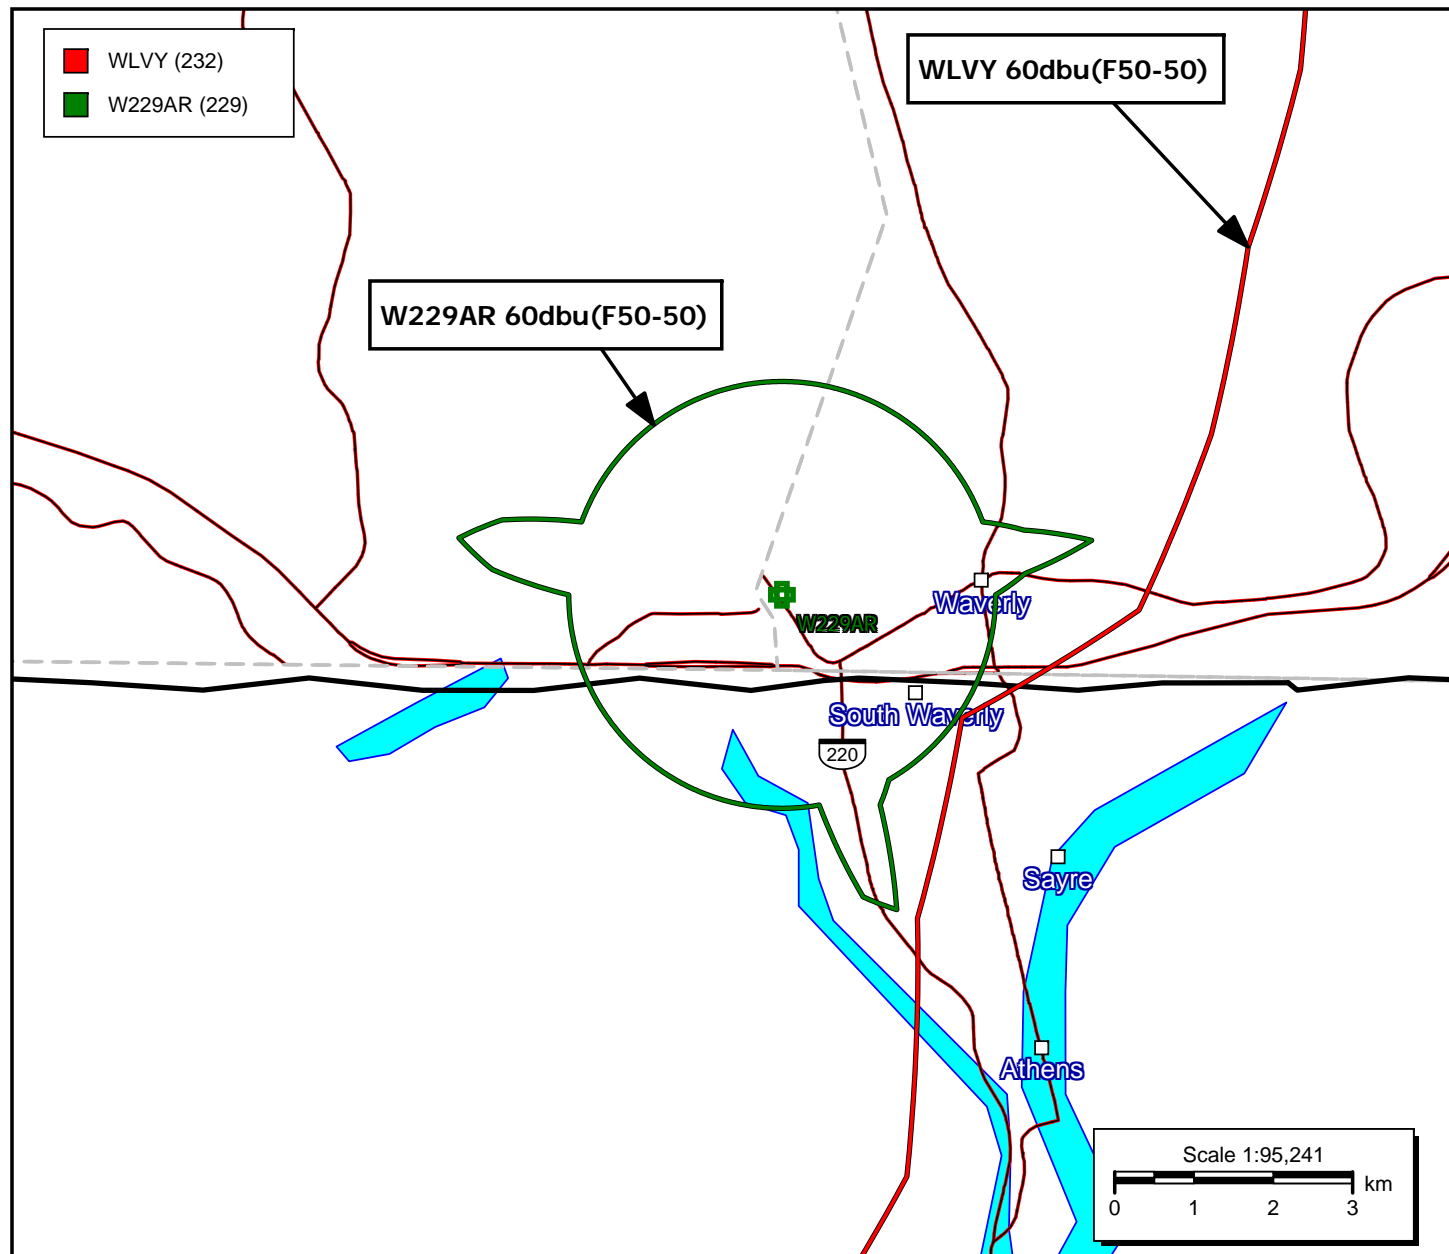 WLVY (232)
W229AR (229)
WLVY 60dbu(F50-50)
W229AR 60dbu(F50-50)
Waverly
W229AR
South Waverly
220
Sayre
Athens
Scale 1:95,241
km
0 1 2 3